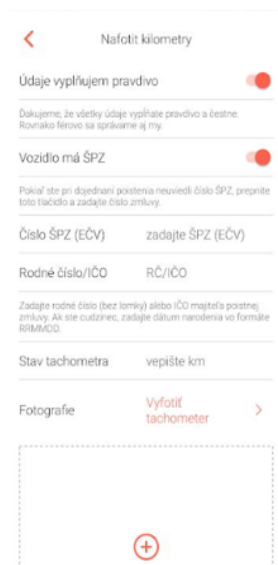 Nafotit kilometry
Údaje vyplňujem pravdivo
Ďakujeme, že všetky údaje vypĺňate pravdivo a čestne.
Rovnako férovo sa správame aj my.
Vozidlo má ŠPZ
Pokiaľ ste pri dojednaní poistenia neuviedli číslo ŠPZ, prepnite
toto tlačidlo a zadajte číslo zmluvy.
Číslo ŠPZ (EČV) zadajte ŠPZ (EČV)
Rodné číslo/IČO RČ/IČO
Zadajte rodné číslo (bez lomky) alebo IČO majiteľa poistnej
zmluvy. Ak ste cudzinec, zadajte dátum narodenia vo formáte
RRMMDD.
Stav tachometra vepište km
Fotografie Vyfotiť
tachometer